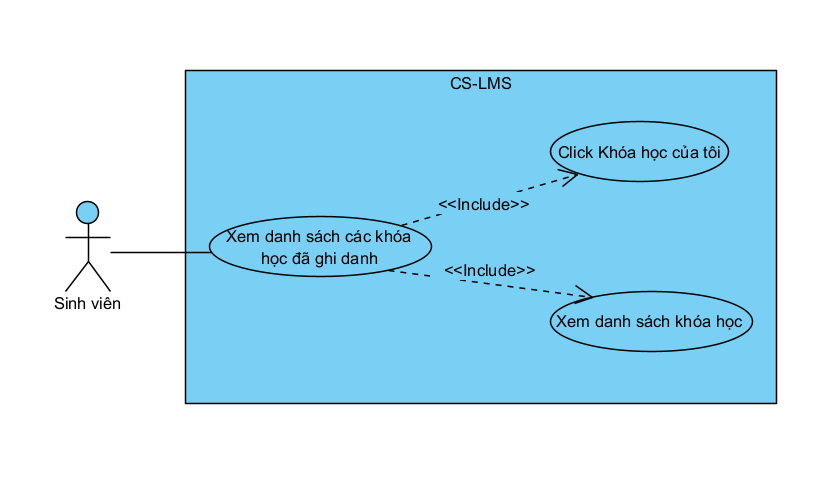 CS-LMS
Click Khóa học của tôi
<<Include>>
Xem danh sách các khóa
học đã ghi danh
<<Include>>
Sinh viên
Xem danh sách khóa học